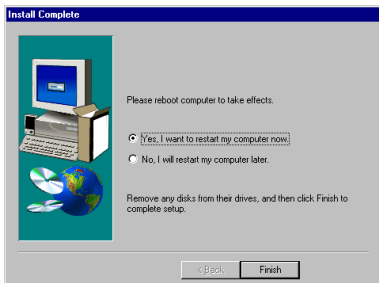 Install Complete
Please reboot computer to take effects.
Yes, I want to restart my computer now.
No, I will restart my computer later.
Remove any disks from their drives, and then click Finish to
complete setup.
< Back
Finish